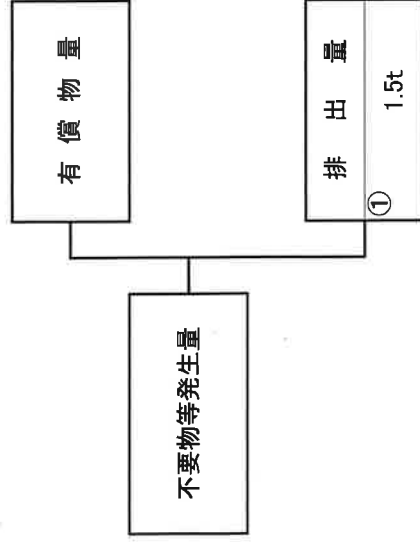 有償物量
不要物等発生量
排出量
①
1.5t